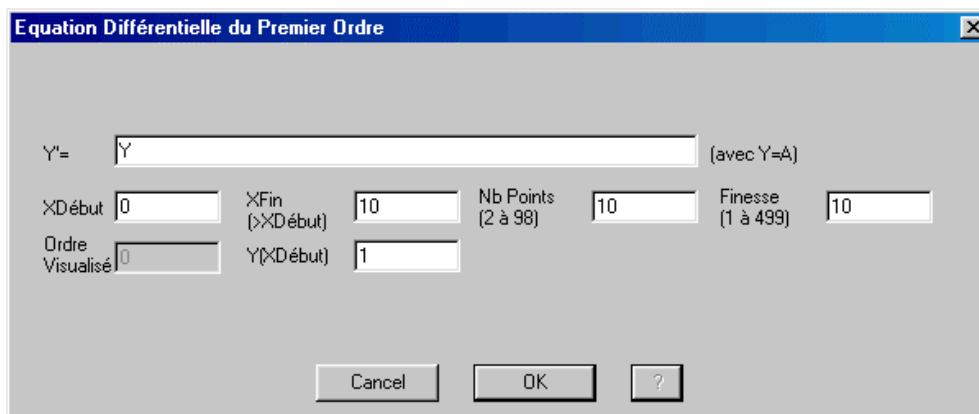 Equation Différentielle du Premier Ordre
Y'= Y (avec Y=A)
XDébut 0 XFin (>XDébut) 10 Nb Points (2 à 98) 10 Finesse (1 à 499) 10
Ordre Visualisé 0 Y(XDébut) 1
Cancel OK ?